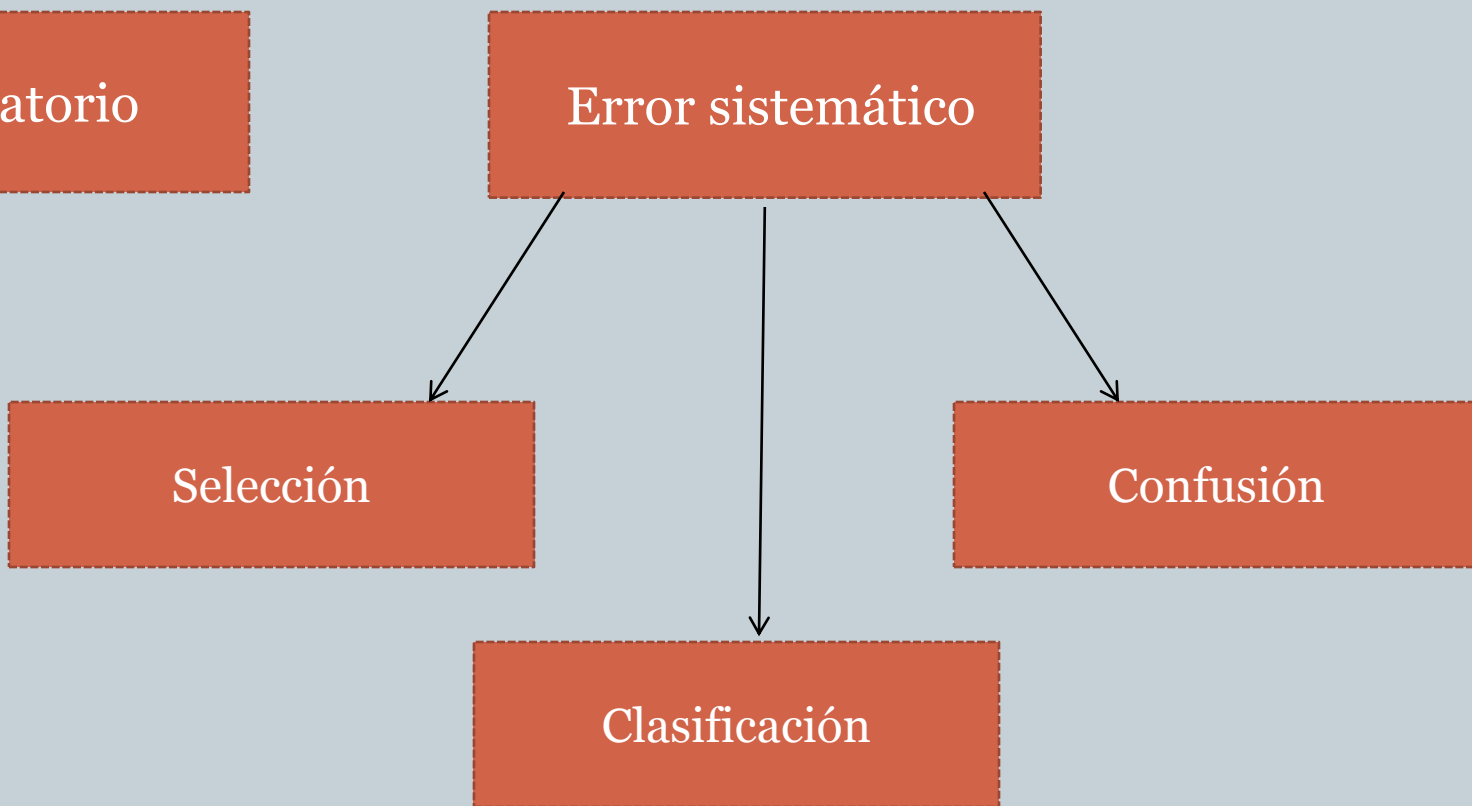 atorio
Error sistemático
Selección
Confusión
Clasificación